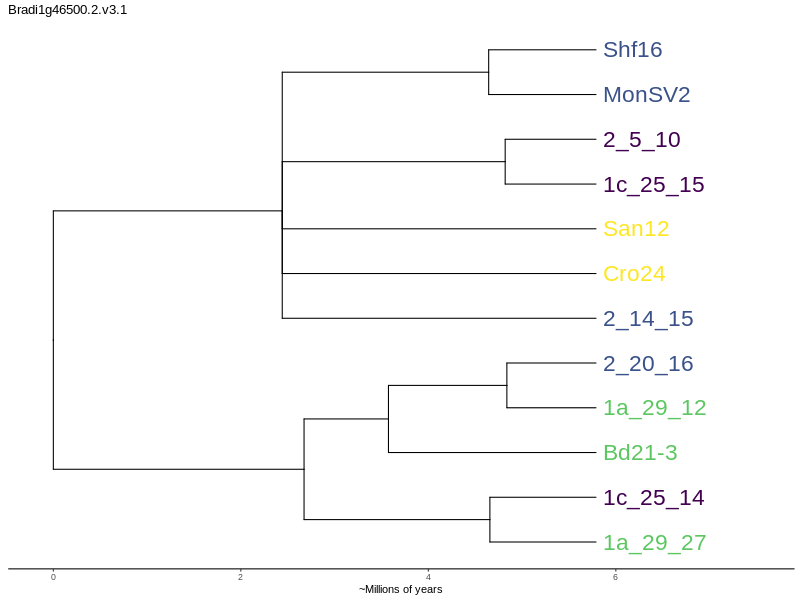 Bradi1g46500.2.v3.1
Shf16
MonSV2
2_5_10
1c_25_15
San12
Cro24
2_14_15
2_20_16
1a_29_12
Bd21-3
1c_25_14
1a_29_27
0 2 4 6
~Millions of years